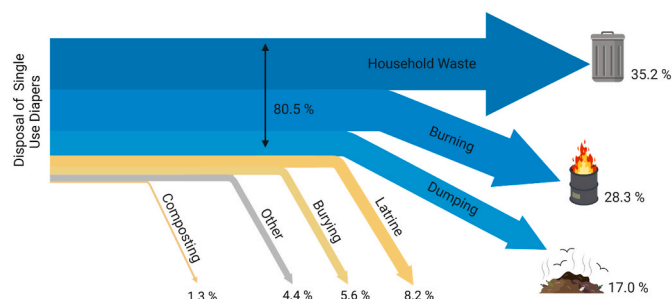 Disposal of Single
Use Diapers
80.5 %
Household Waste
35.2 %
Burning
28.3 %
Dumping
17.0 %
Latrine
8.2 %
Burying
5.6 %
Other
4.4 %
Composting
1.3 %